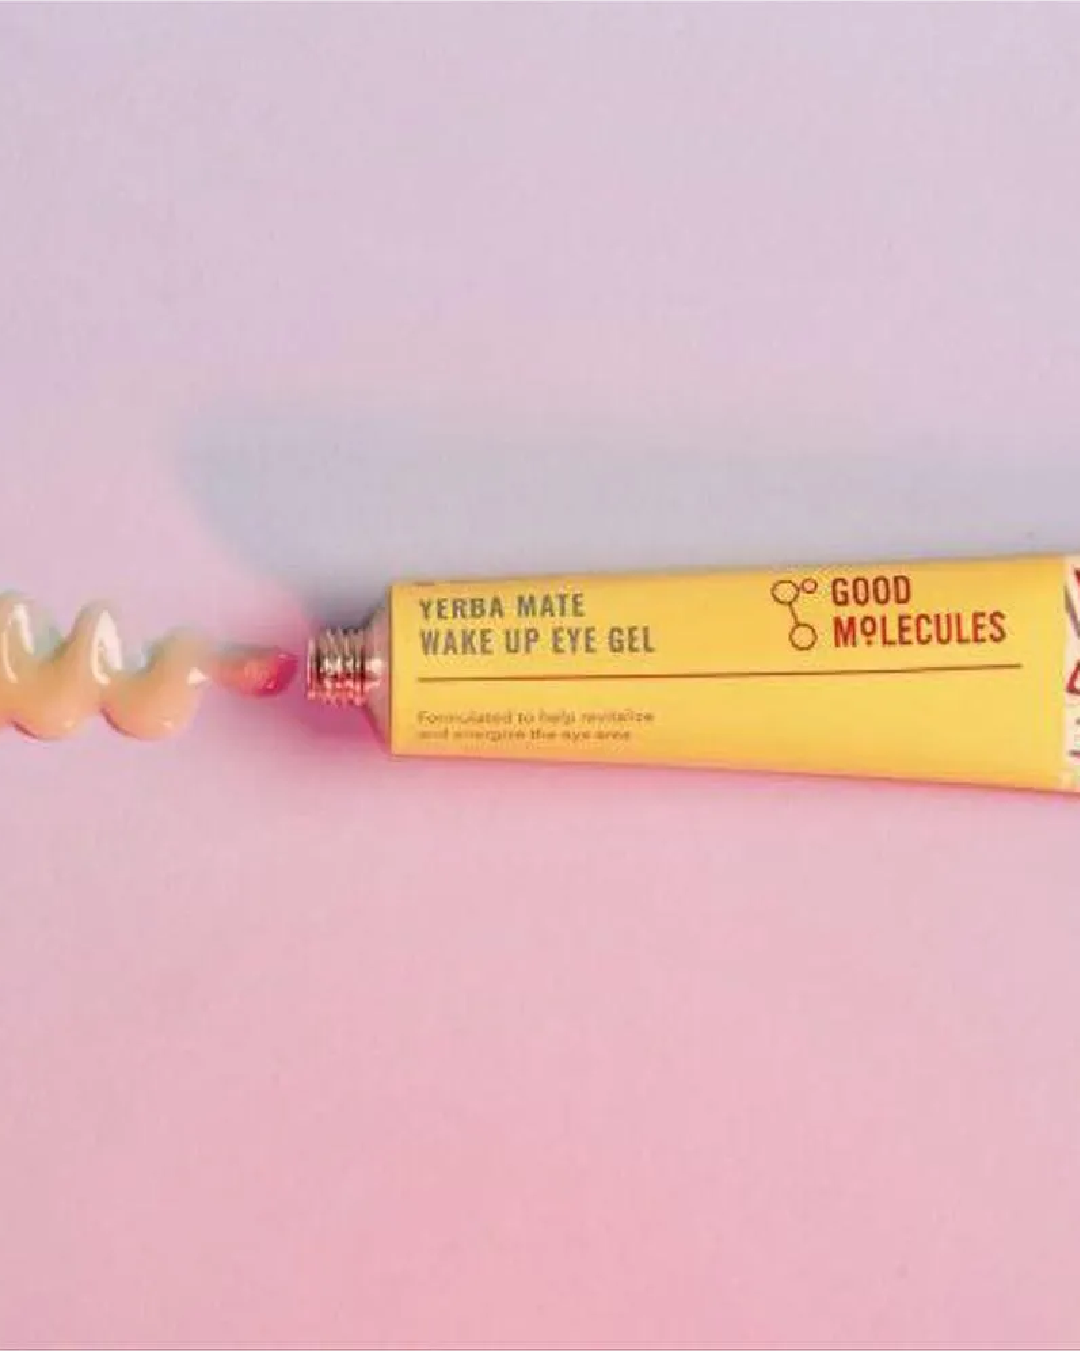 YERBA MATE
WAKE UP EYE GEL
GOOD
MOLECULES
Formulated to help revitalize
and energize the eye area